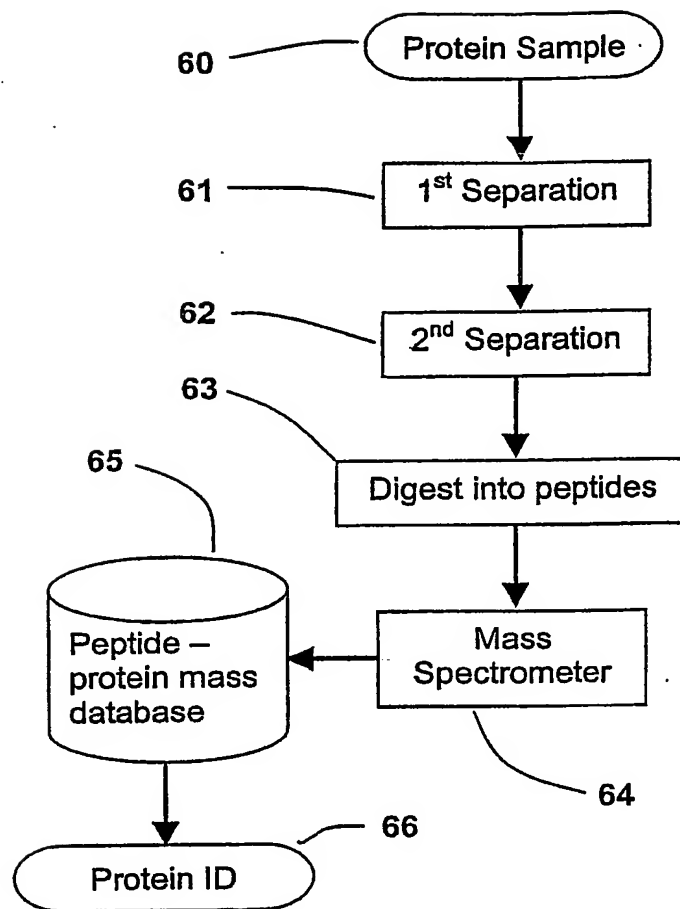 60
Protein Sample
61
1st Separation
62
2nd Separation
63
Digest into peptides
65
Peptide –
protein mass
database
Mass
Spectrometer
64
66
Protein ID